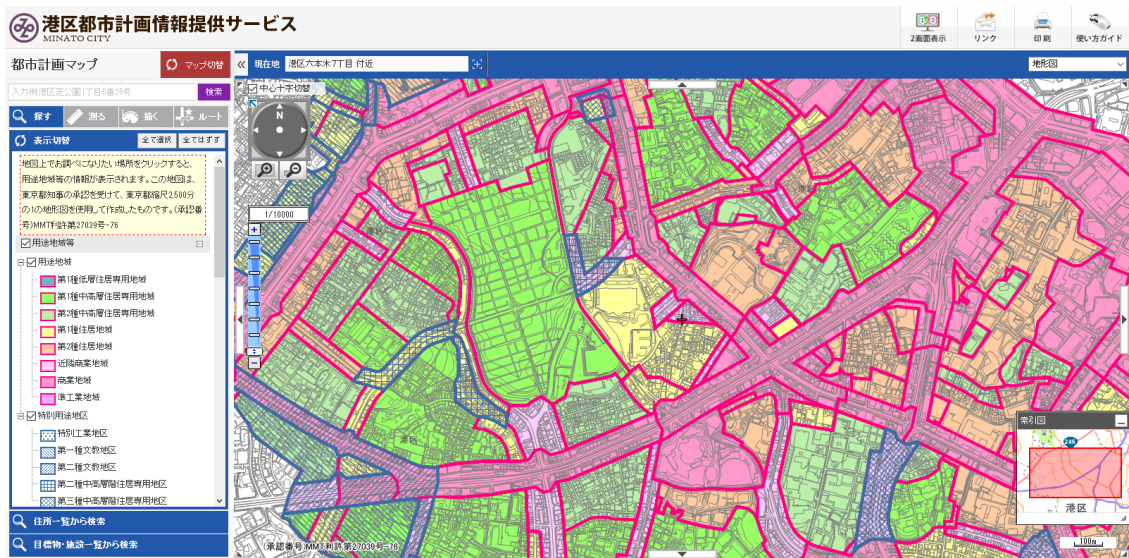 港区都市計画情報提供サービス
MINATO CITY
2画面表示
リンク
印刷
使い方ガイド
都市計画マップ
マップ切替
現在地
港区六本木7丁目 付近
地形図
入力例:港区芝公園1丁目5番25号
検索
中心十字切替
探す
測る
描く
ルート
表示切替
全て選択
全てはずす
地図上でお調べになりたい場所をクリックすると、
用途地域等の情報が表示されます。この地図は、
東京都知事の承認を受けて、東京都縮尺2,500分
の1の地形図を使用して作成したものです。(承認番
号)MMT利許第27039号-76
N
1/10000
用途地域等
用途地域
第1種低層住居専用地域
第1種中高層住居専用地域
第2種中高層住居専用地域
第1種住居地域
第2種住居地域
近隣商業地域
商業地域
準工業地域
特別用途地区
特別工業地区
第一種文教地区
第二種文教地区
第二種中高層階住居専用地区
第三種中高層階住居専用地区
住所一覧から検索
目標物・施設一覧から検索
港区
港区
索引図
246
港区
(承認番号)MMT利許第27039号-76
100m